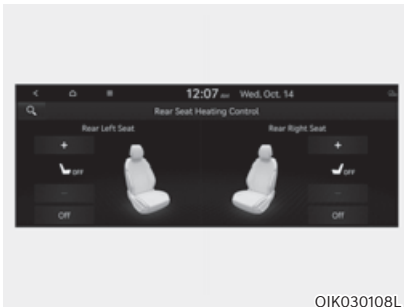 12:07 AM Wed, Oct. 14
Rear Seat Heating Control
Rear Left Seat Rear Right Seat
+ +
OFF OFF
- -
Off Off
OIK030108L